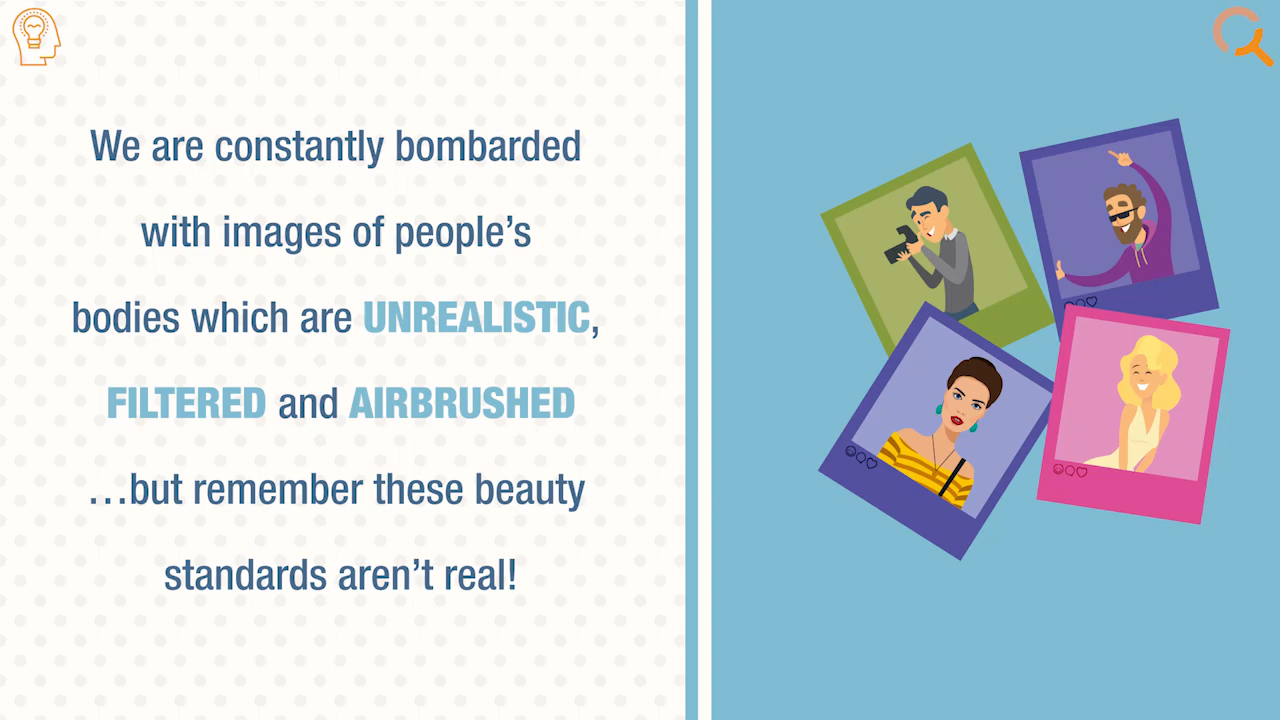 We are constantly bombarded
with images of people’s
bodies which are UNREALISTIC,
FILTERED and AIRBRUSHED
…but remember these beauty
standards aren’t real!